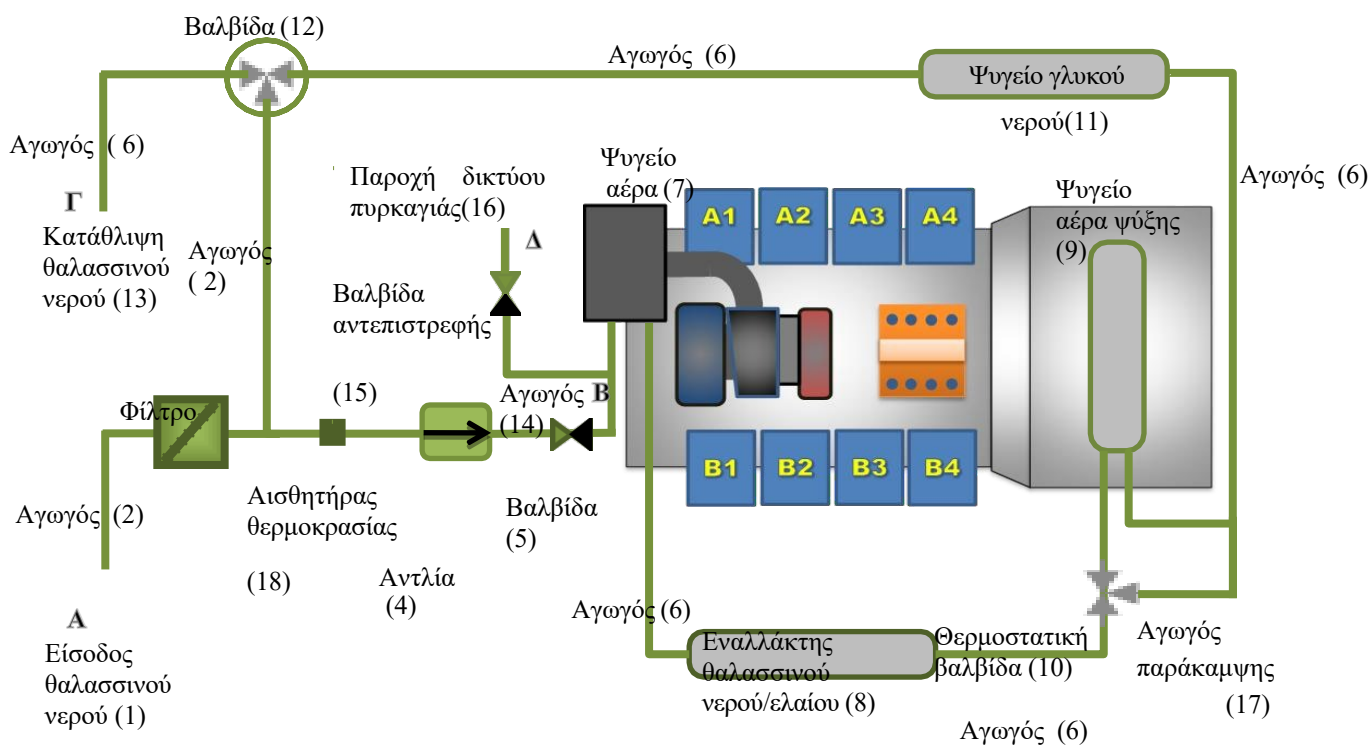 Βαλβίδα (12)
Αγωγός (6)
Ψυγείο γλυκού
νερού(11)
Αγωγός ( 6)
Γ
Κατάθλιψη
θαλασσινού
νερού (13)
Αγωγός
( 2)
Παροχή δικτύου
πυρκαγιάς(16)
Δ
Ψυγείο
αέρα (7)
A1
A2
A3
A4
Ψυγείο
αέρα ψύξης
(9)
Αγωγός (6)
Βαλβίδα
αντεπιστρεφής
(15)
Φίλτρο
Αγωγός
(14)
Β
B1
B2
B3
B4
Αγωγός (2)
Αισθητήρας
θερμοκρασίας
(18)
Αντλία
(4)
Βαλβίδα
(5)
Α
Είσοδος
θαλασσινού
νερού (1)
Αγωγός (6)
Εναλλάκτης
θαλασσινού
νερού/ελαίου (8)
Θερμοστατική
βαλβίδα (10)
Αγωγός
παράκαμψης
(17)
Αγωγός (6)